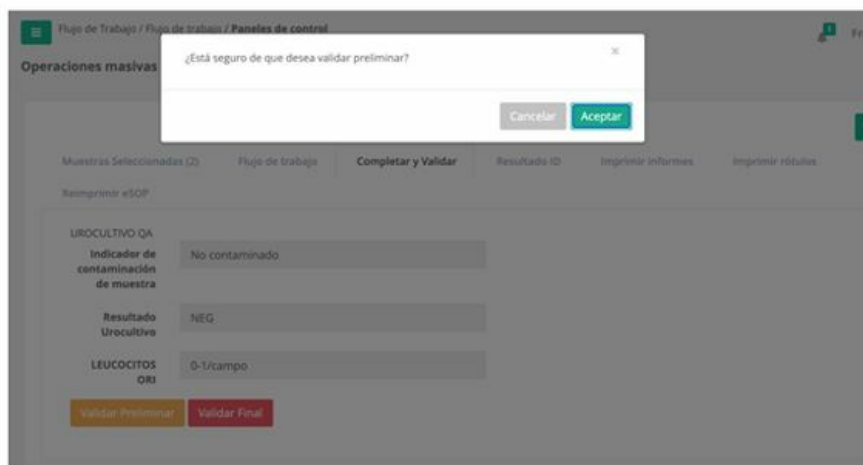 Flujo de Trabajo / Flujo de trabajo / Paneles de control
Operaciones masivas
¿Está seguro de que desea validar preliminar?
×
Cancelar Aceptar
Muestras Seleccionadas (2) Flujo de trabajo Completar y Validar Resultado ID Imprimir informes Imprimir rótulos
Reimprimir eSOP
UROCULTIVO QA
Indicador de
contaminación
de muestra
No contaminado
Resultado
Urocultivo
NEG
LEUCOCITOS
ORI
0-1/campo
Validar Preliminar Validar Final